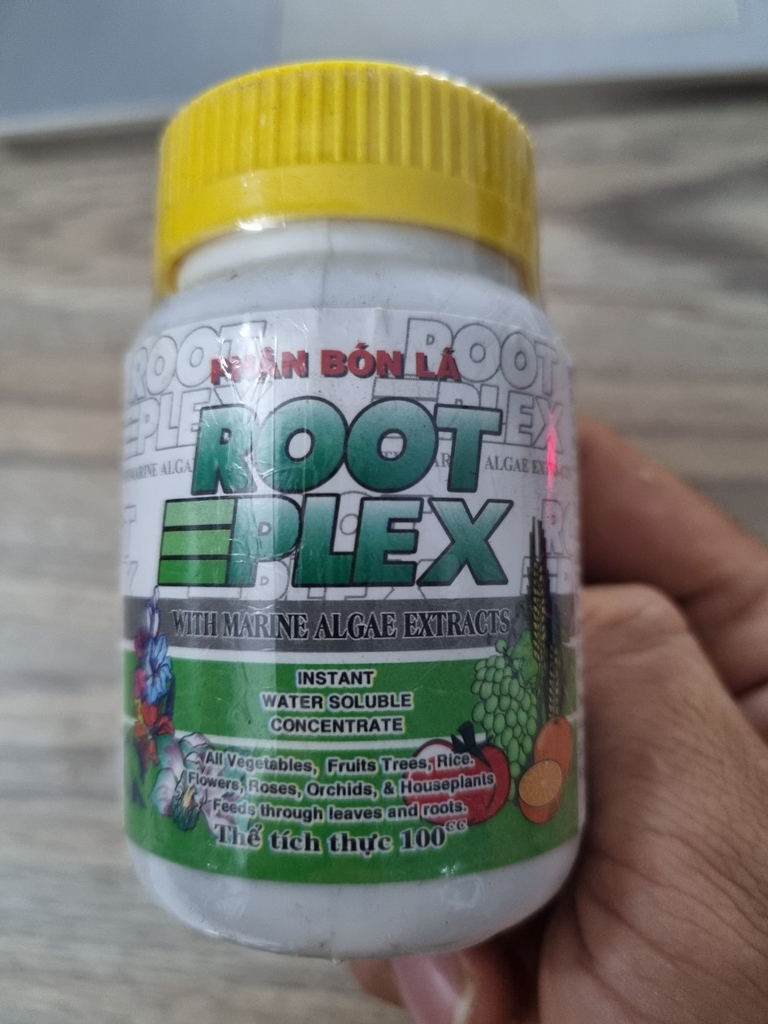 PHÂN BÓN LÁ
ROOT
PLEX
WITH MARINE ALGAE EXTRACTS
INSTANT
WATER SOLUBLE
CONCENTRATE
All Vegetables, Fruits Trees, Rice.
Flowers, Roses, Orchids, & Houseplants
Feeds through leaves and roots.
Thể tích thực 100cc